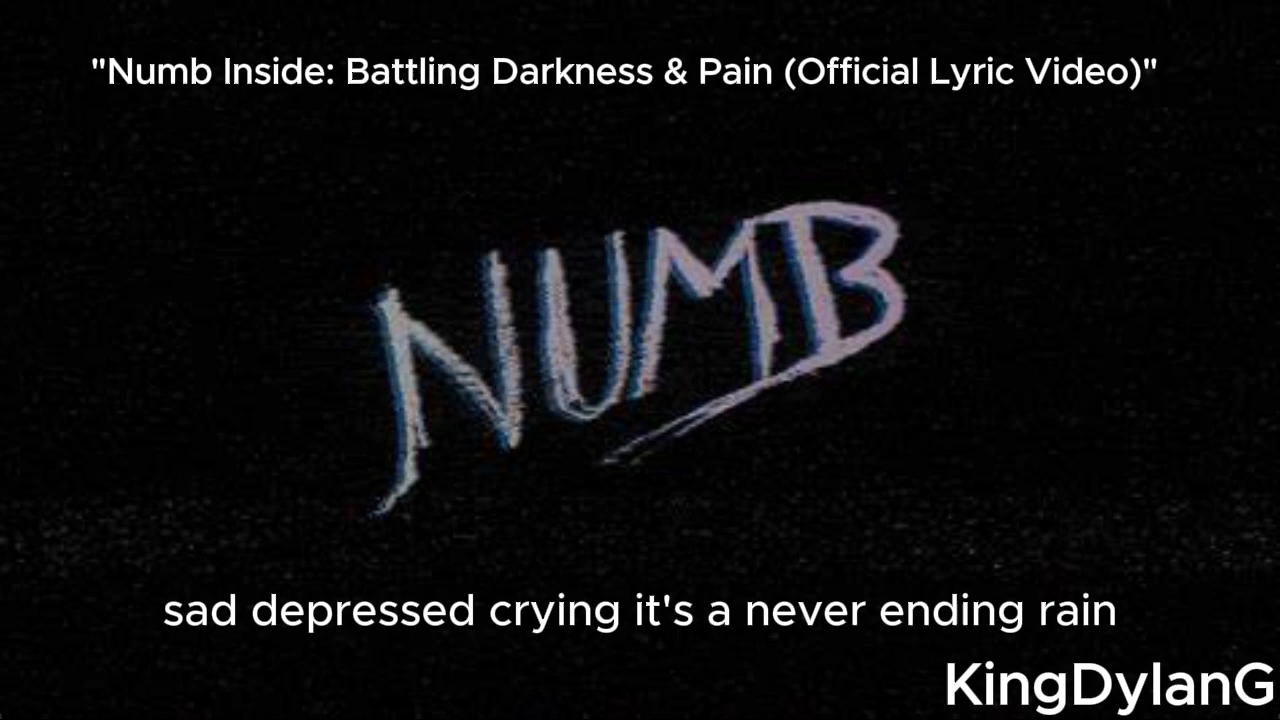 "Numb Inside: Battling Darkness & Pain (Official Lyric Video)"
NUMB
sad depressed crying it's a never ending rain
KingDylanG